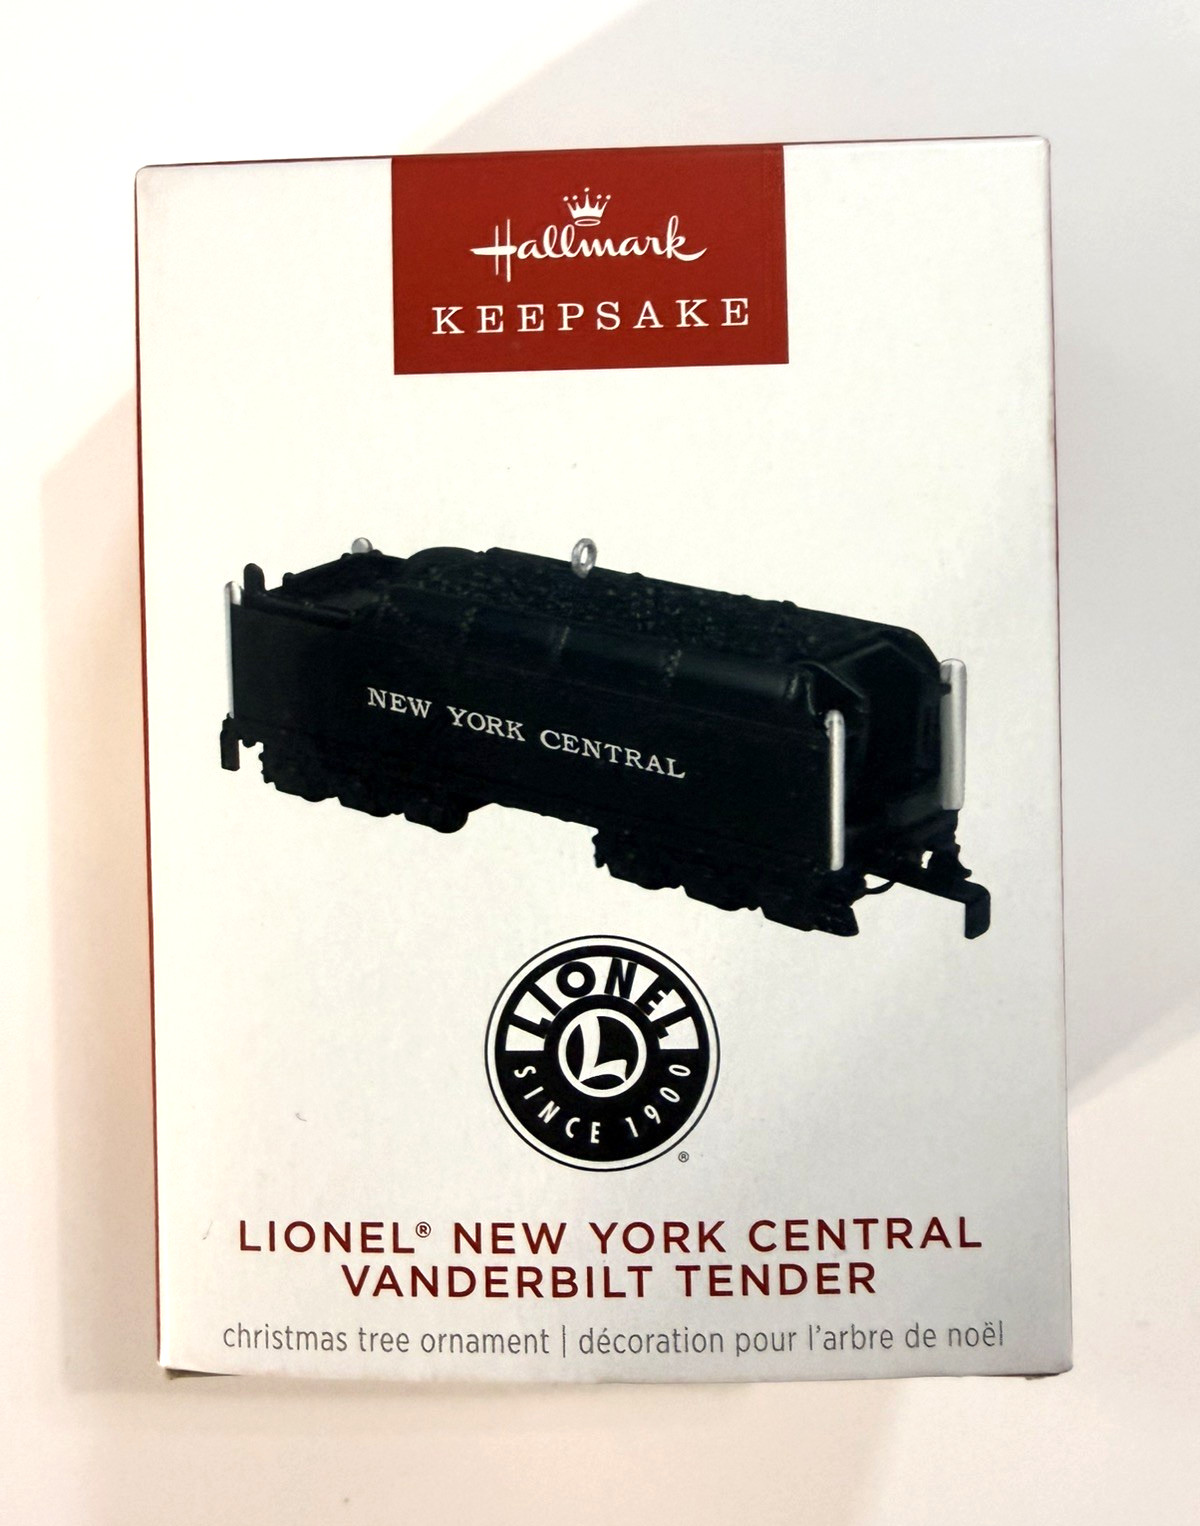 Hallmark
KEEPSAKE
NEW YORK CENTRAL
LIONEL
L
SINCE 1900
®
LIONEL® NEW YORK CENTRAL
VANDERBILT TENDER
christmas tree ornament | décoration pour l'arbre de noël